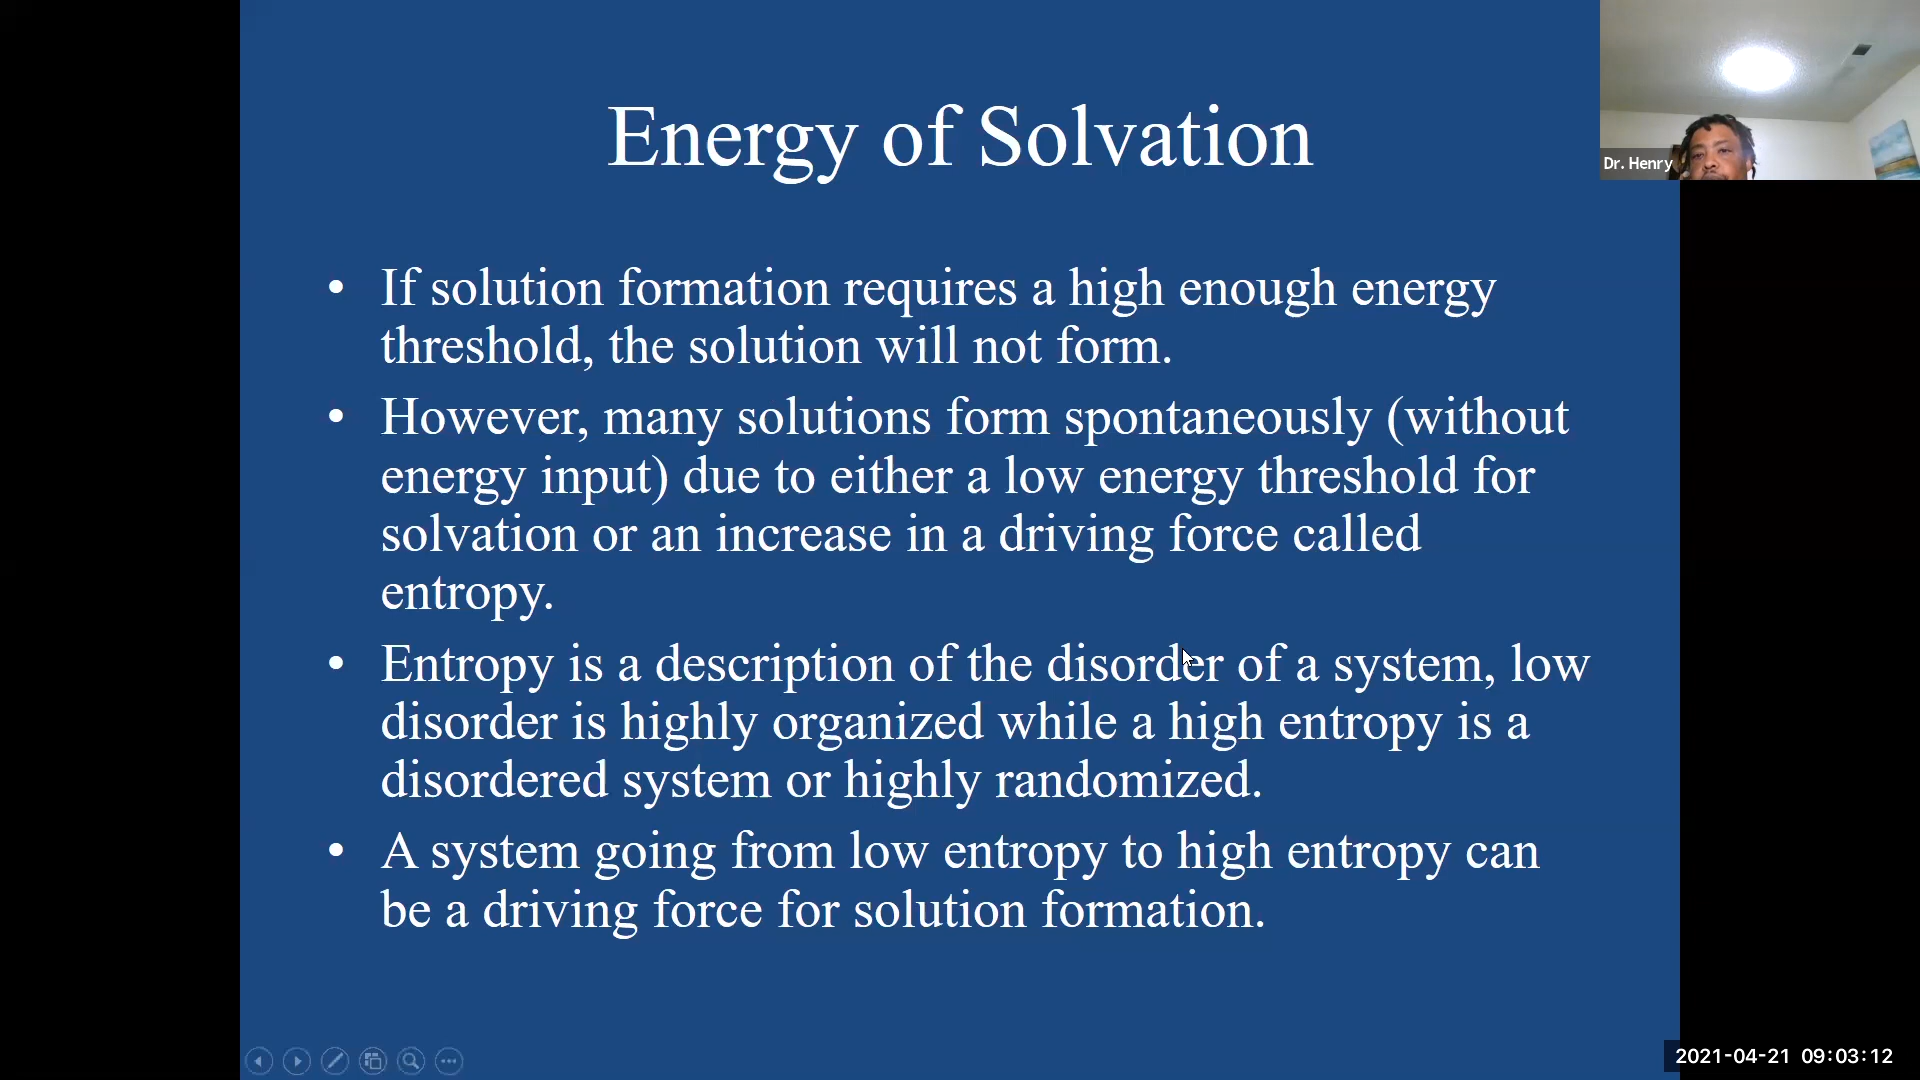 Energy of Solvation
Dr. Henry
• If solution formation requires a high enough energy
threshold, the solution will not form.
• However, many solutions form spontaneously (without
energy input) due to either a low energy threshold for
solvation or an increase in a driving force called
entropy.
• Entropy is a description of the disorder of a system, low
disorder is highly organized while a high entropy is a
disordered system or highly randomized.
• A system going from low entropy to high entropy can
be a driving force for solution formation.
2021-04-21 09:03:12